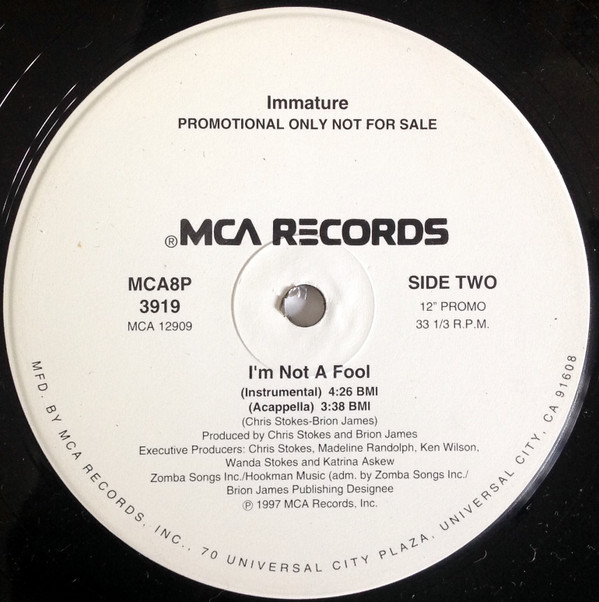 Immature
PROMOTIONAL ONLY NOT FOR SALE
® MCA RECORDS
MCA8P
3919
MCA 12909
SIDE TWO
12" PROMO
33 1/3 R.P.M.
I'm Not A Fool
(Instrumental) 4:26 BMI
(Acappella) 3:38 BMI
(Chris Stokes-Brion James)
Produced by Chris Stokes and Brion James
Executive Producers: Chris Stokes, Madeline Randolph, Ken Wilson,
Wanda Stokes and Katrina Askew
Zomba Songs Inc./Hookman Music (adm. by Zomba Songs Inc./
Brion James Publishing Designee
℗ 1997 MCA Records, Inc.
MFD. BY MCA RECORDS, INC., 70 UNIVERSAL CITY PLAZA, UNIVERSAL CITY, CA 91608